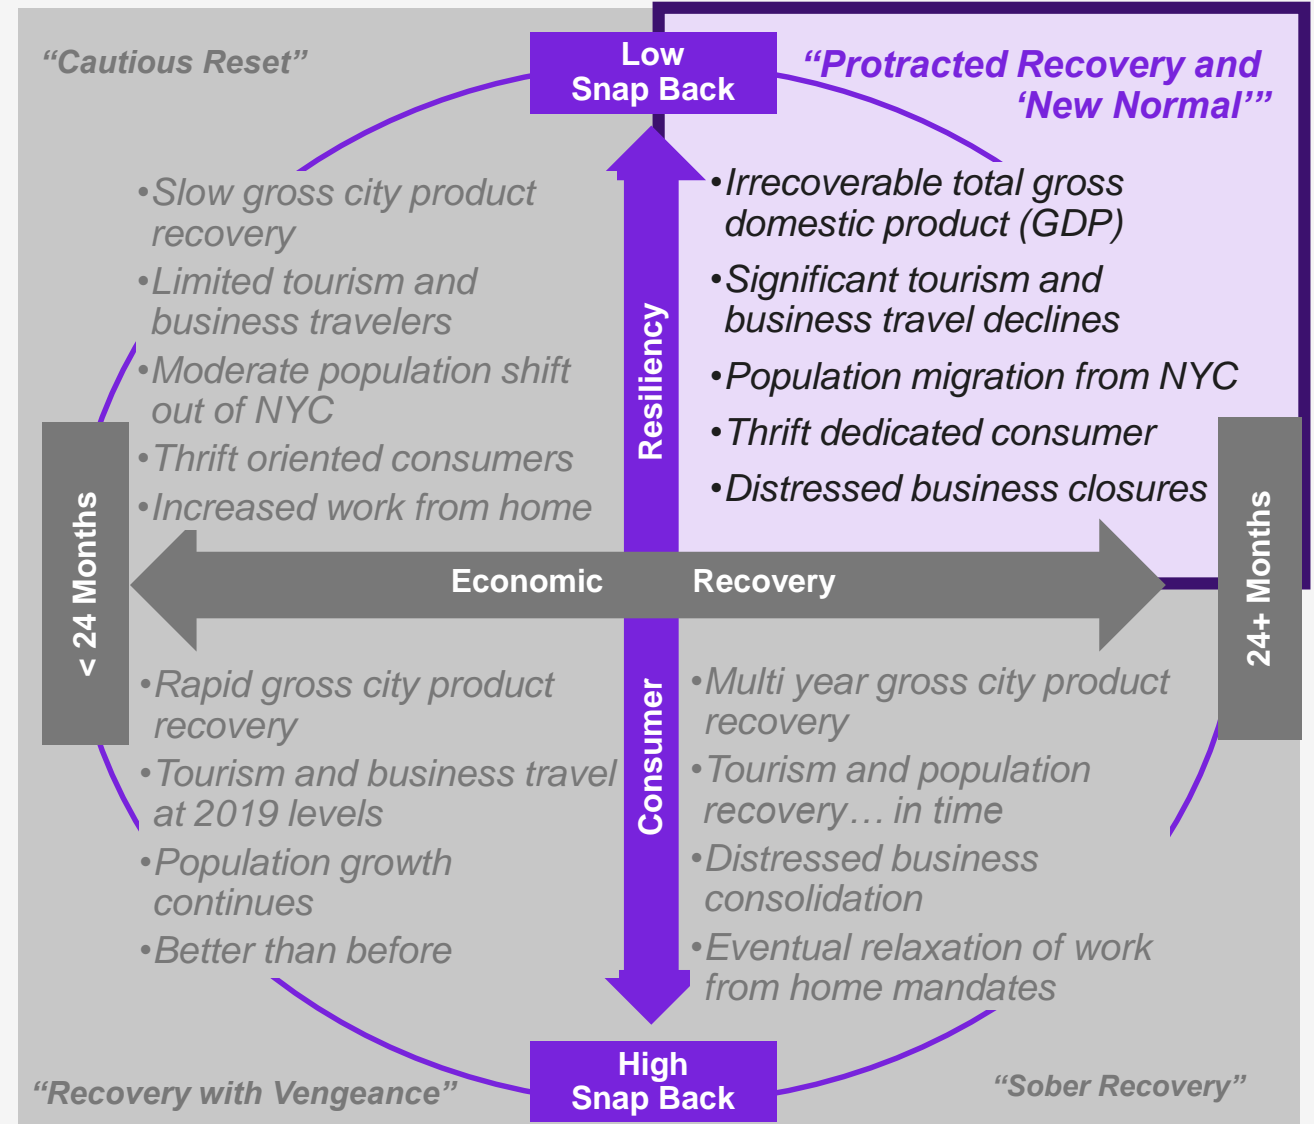 “Cautious Reset”
Low
Snap Back
“Protracted Recovery and
‘New Normal’”
•Slow gross city product
recovery
•Limited tourism and
business travelers
•Moderate population shift
out of NYC
•Thrift oriented consumers
•Increased work from home
•Irrecoverable total gross
domestic product (GDP)
•Significant tourism and
business travel declines
•Population migration from NYC
•Thrift dedicated consumer
•Distressed business closures
Resiliency
< 24 Months
Economic Recovery
24+ Months
Consumer
•Rapid gross city product
recovery
•Tourism and business travel
at 2019 levels
•Population growth
continues
•Better than before
•Multi year gross city product
recovery
•Tourism and population
recovery… in time
•Distressed business
consolidation
•Eventual relaxation of work
from home mandates
“Recovery with Vengeance”
High
Snap Back
“Sober Recovery”